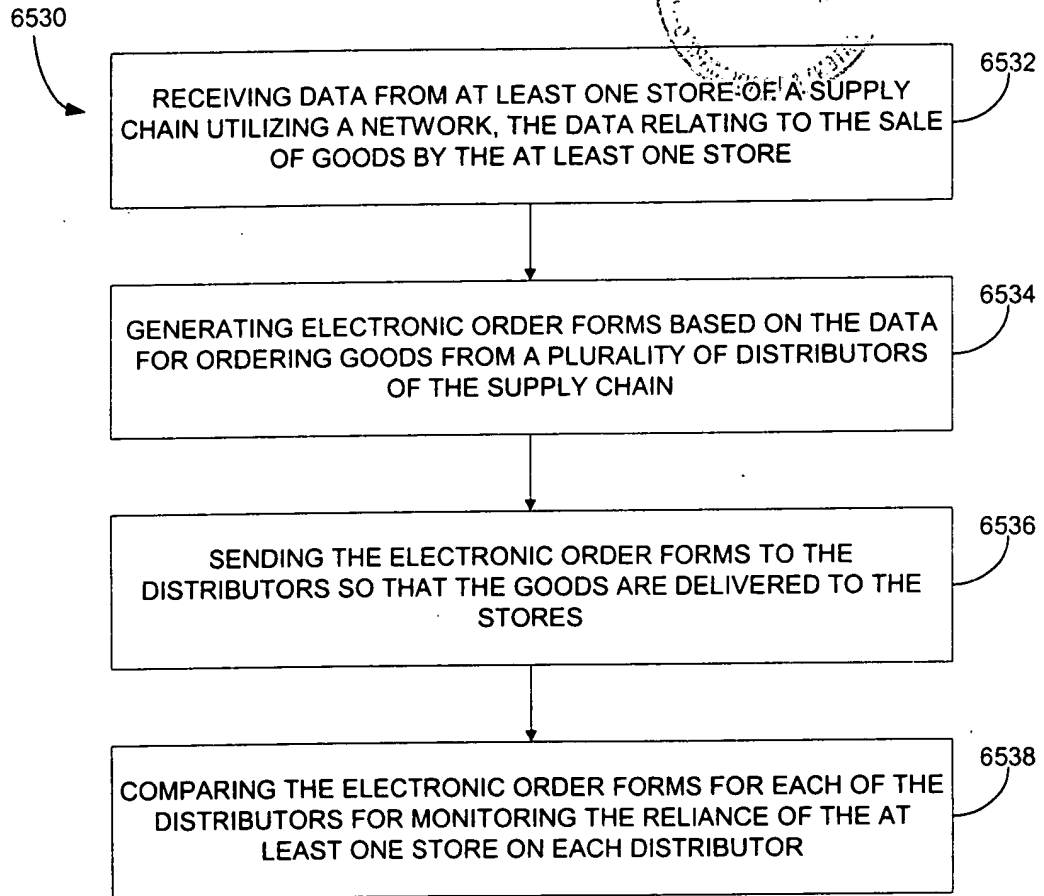 6530
6532
RECEIVING DATA FROM AT LEAST ONE STORE OF A SUPPLY
CHAIN UTILIZING A NETWORK, THE DATA RELATING TO THE SALE
OF GOODS BY THE AT LEAST ONE STORE
6534
GENERATING ELECTRONIC ORDER FORMS BASED ON THE DATA
FOR ORDERING GOODS FROM A PLURALITY OF DISTRIBUTORS
OF THE SUPPLY CHAIN
6536
SENDING THE ELECTRONIC ORDER FORMS TO THE
DISTRIBUTORS SO THAT THE GOODS ARE DELIVERED TO THE
STORES
6538
COMPARING THE ELECTRONIC ORDER FORMS FOR EACH OF THE
DISTRIBUTORS FOR MONITORING THE RELIANCE OF THE AT
LEAST ONE STORE ON EACH DISTRIBUTOR